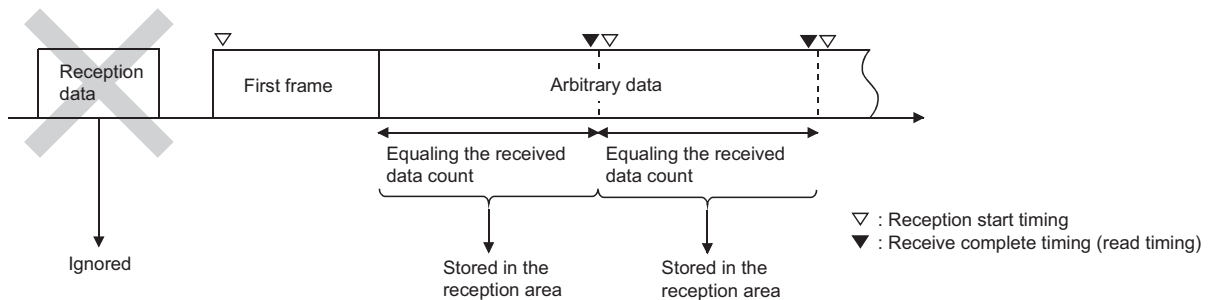 Reception
data
First frame
Arbitrary data
Equaling the received
data count
Equaling the received
data count
▽ : Reception start timing
▼ : Receive complete timing (read timing)
Ignored
Stored in the
reception area
Stored in the
reception area